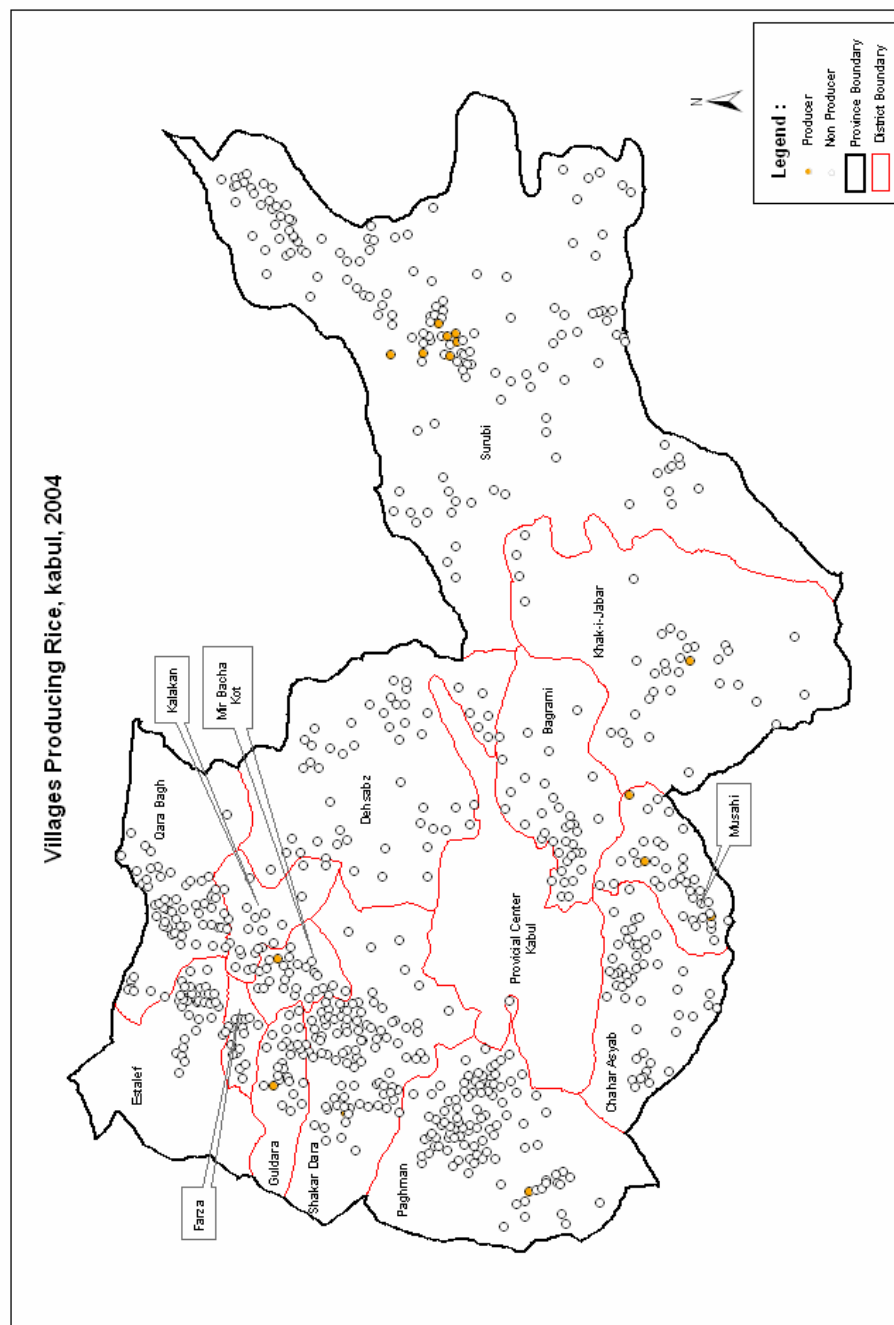 Villages Producing Rice, kabul, 2004
Kalakan
Mir Bacha
Kot
Qara Bagh
Estalef
Farza
Guldara
Shakar Dara
Paghman
Dehsabz
Provicial Center
Kabul
Bagrami
Surubi
Khak-i-Jabar
Chahar Asyab
Musahi
N
Legend :
Producer
Non Producer
Province Boundary
District Boundary